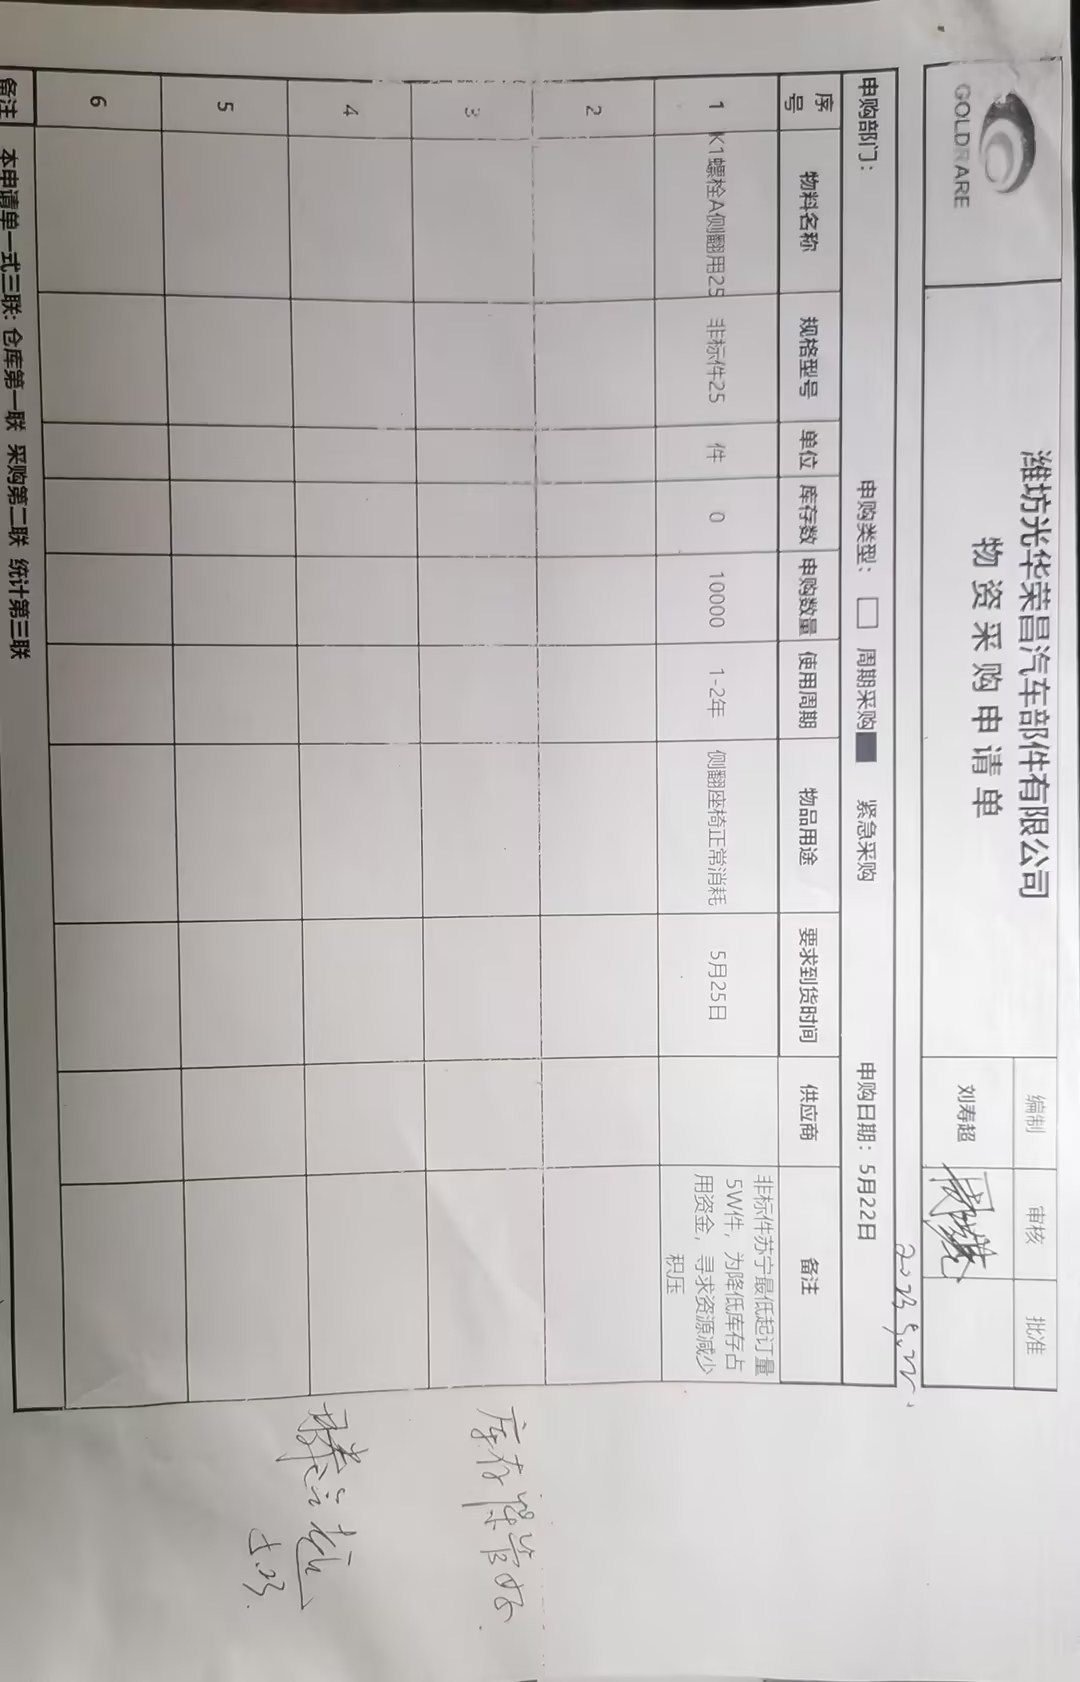 GOLDRARE
潍坊光华荣昌汽车部件有限公司
物资采购申请单
编制 审核 批准
刘寿超
申购部门： 申购类型： □ 周期采购■ 紧急采购 申购日期：5月22日
序号 物料名称 规格型号 单位 库存数 申购数量 使用周期 物品用途 要求到货时间 供应商 备注
1 K1螺栓A侧翻用25 非标件25 件 0 10000 1-2年 侧翻座椅正常消耗 5月25日 非标件苏宁最低起订量
5W件，为降低库存占
用资金，寻求资源减少
积压
2
3
4
5
6
备注 本申请单一式三联：仓库第一联 采购第二联 统计第三联
库存保管好
5.23